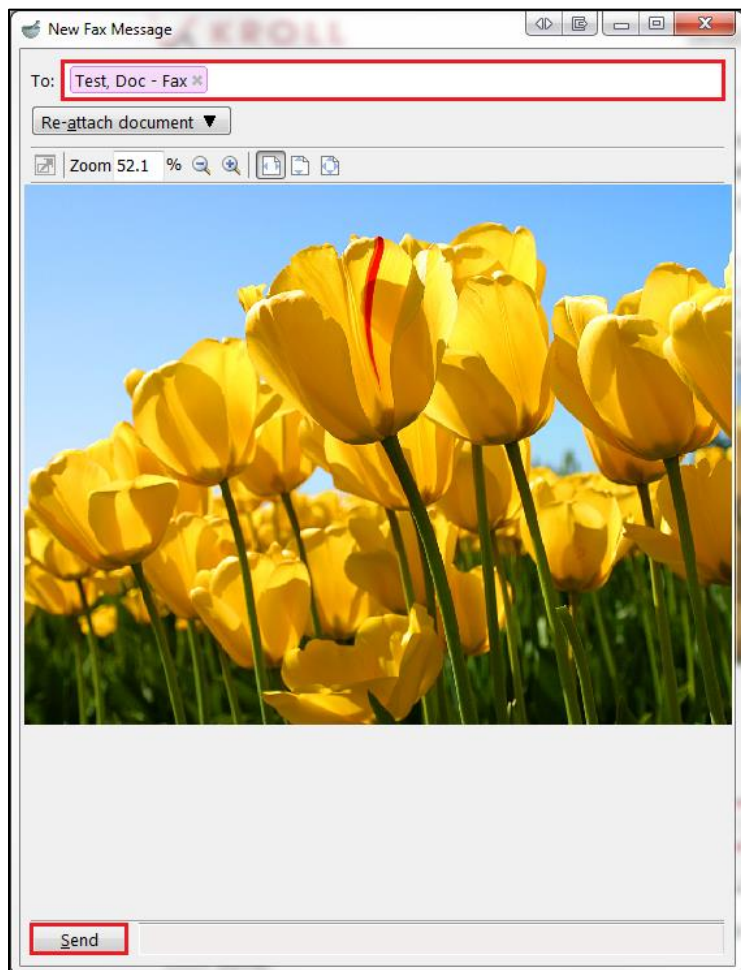 KROLL
New Fax Message
To: Test, Doc - Fax
Re-attach document
Zoom 52.1 %
Send